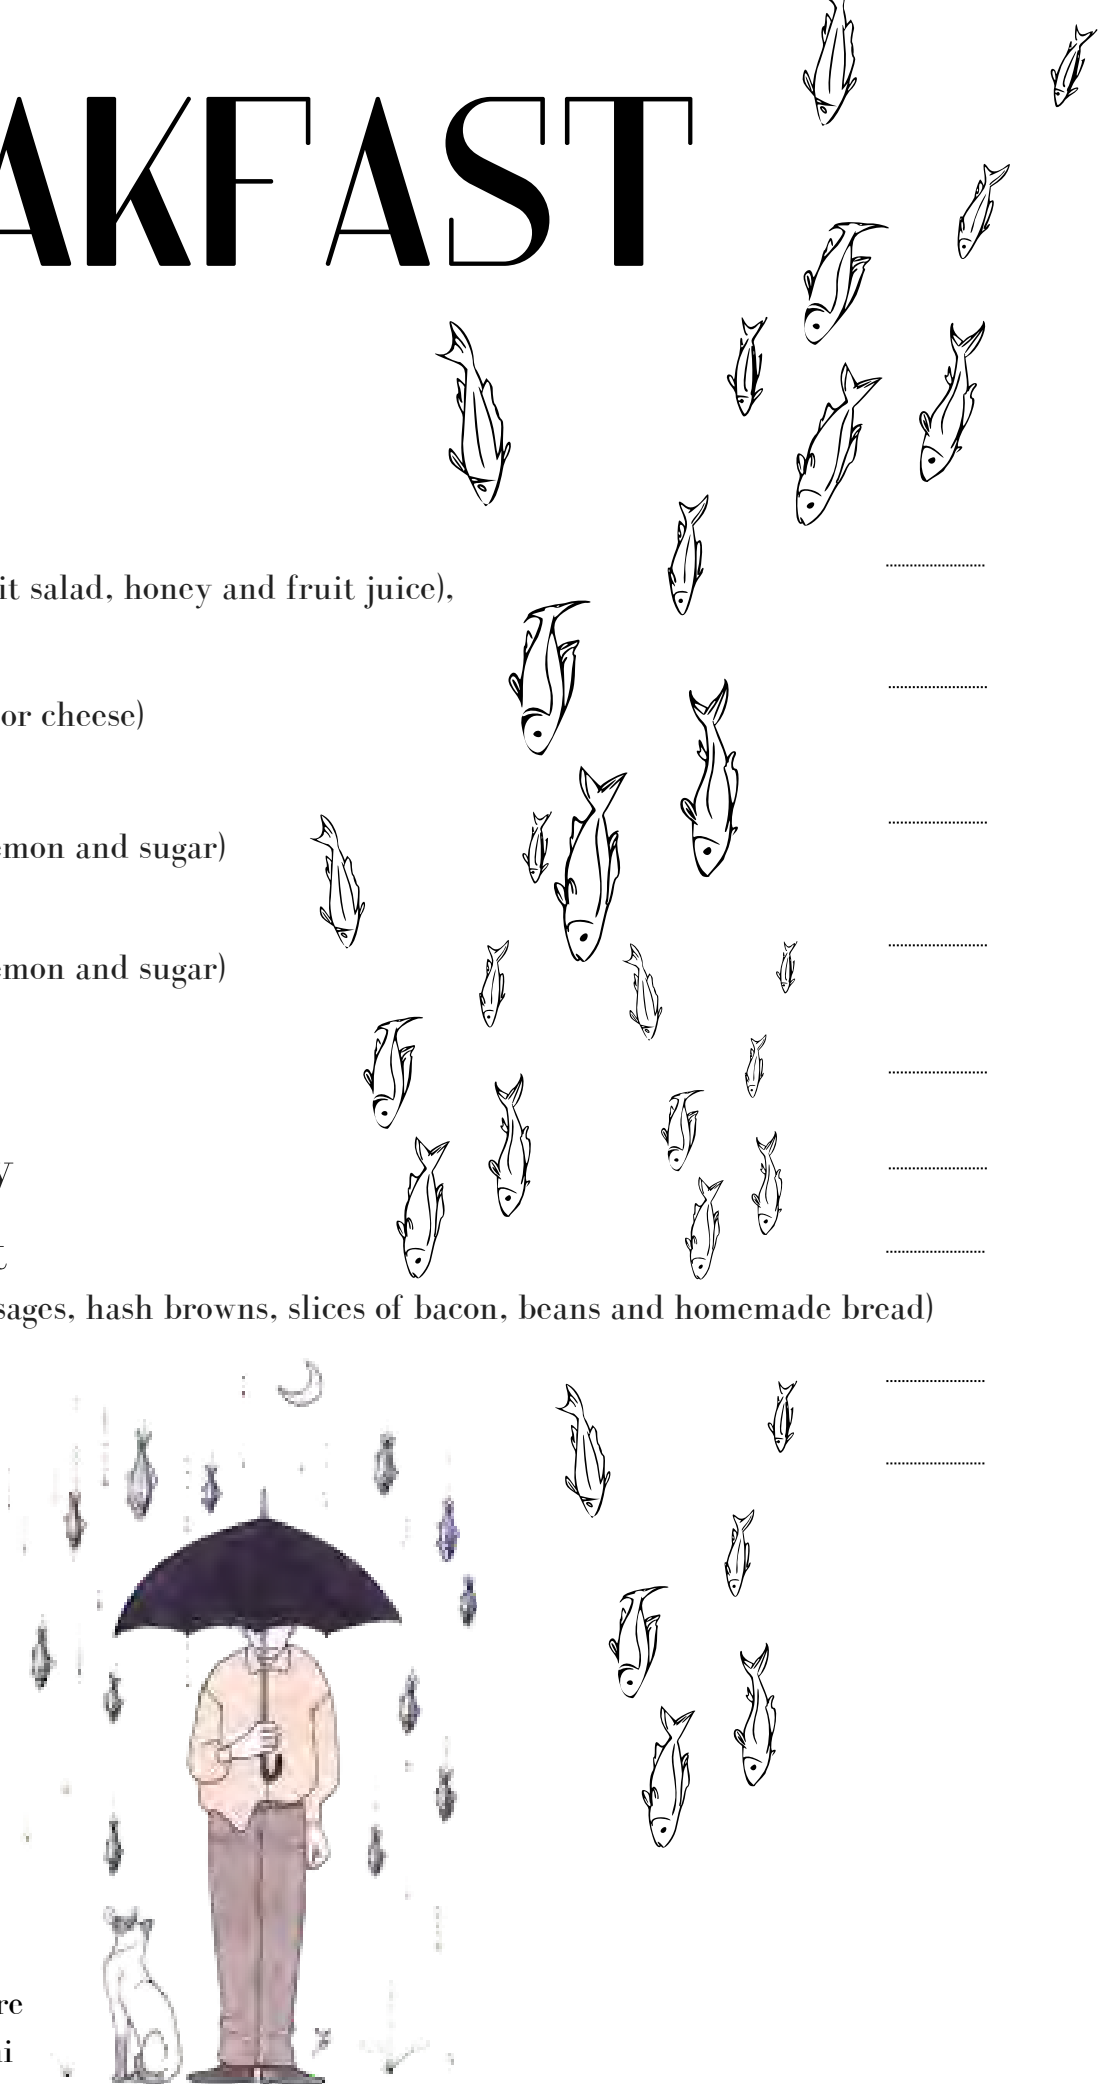 AKFAST
it salad, honey and fruit juice),
or cheese)
emon and sugar)
emon and sugar)
y
t
sages, hash browns, slices of bacon, beans and homemade bread)
re
ni